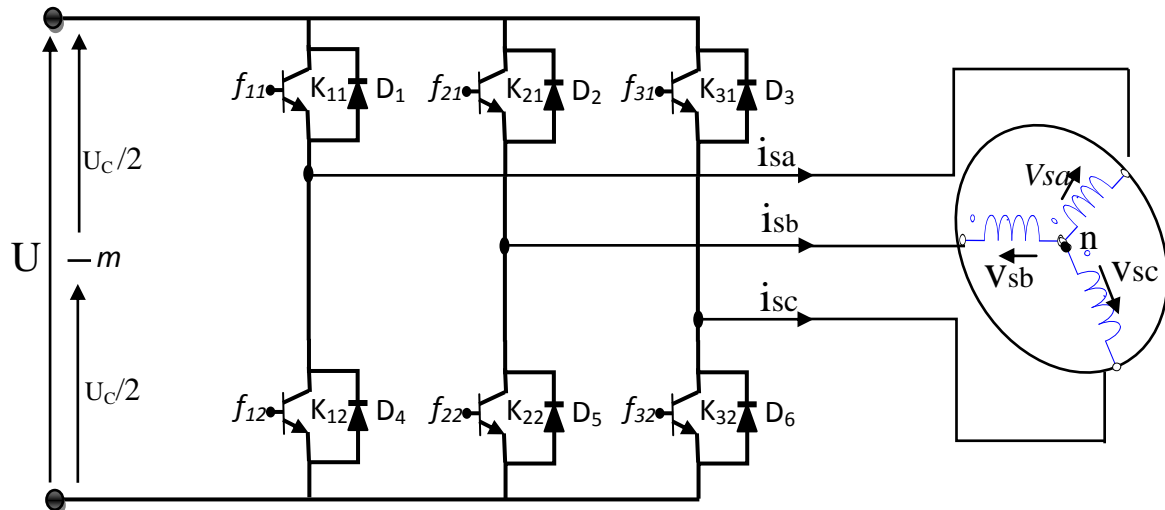 f11 K11 D1
f21 K21 D2
f31 K31 D3
UC/2
isa
Vsa
U
m
isb
n
Vsb
Vsc
isc
UC/2
f12 K12 D4
f22 K22 D5
f32 K32 D6